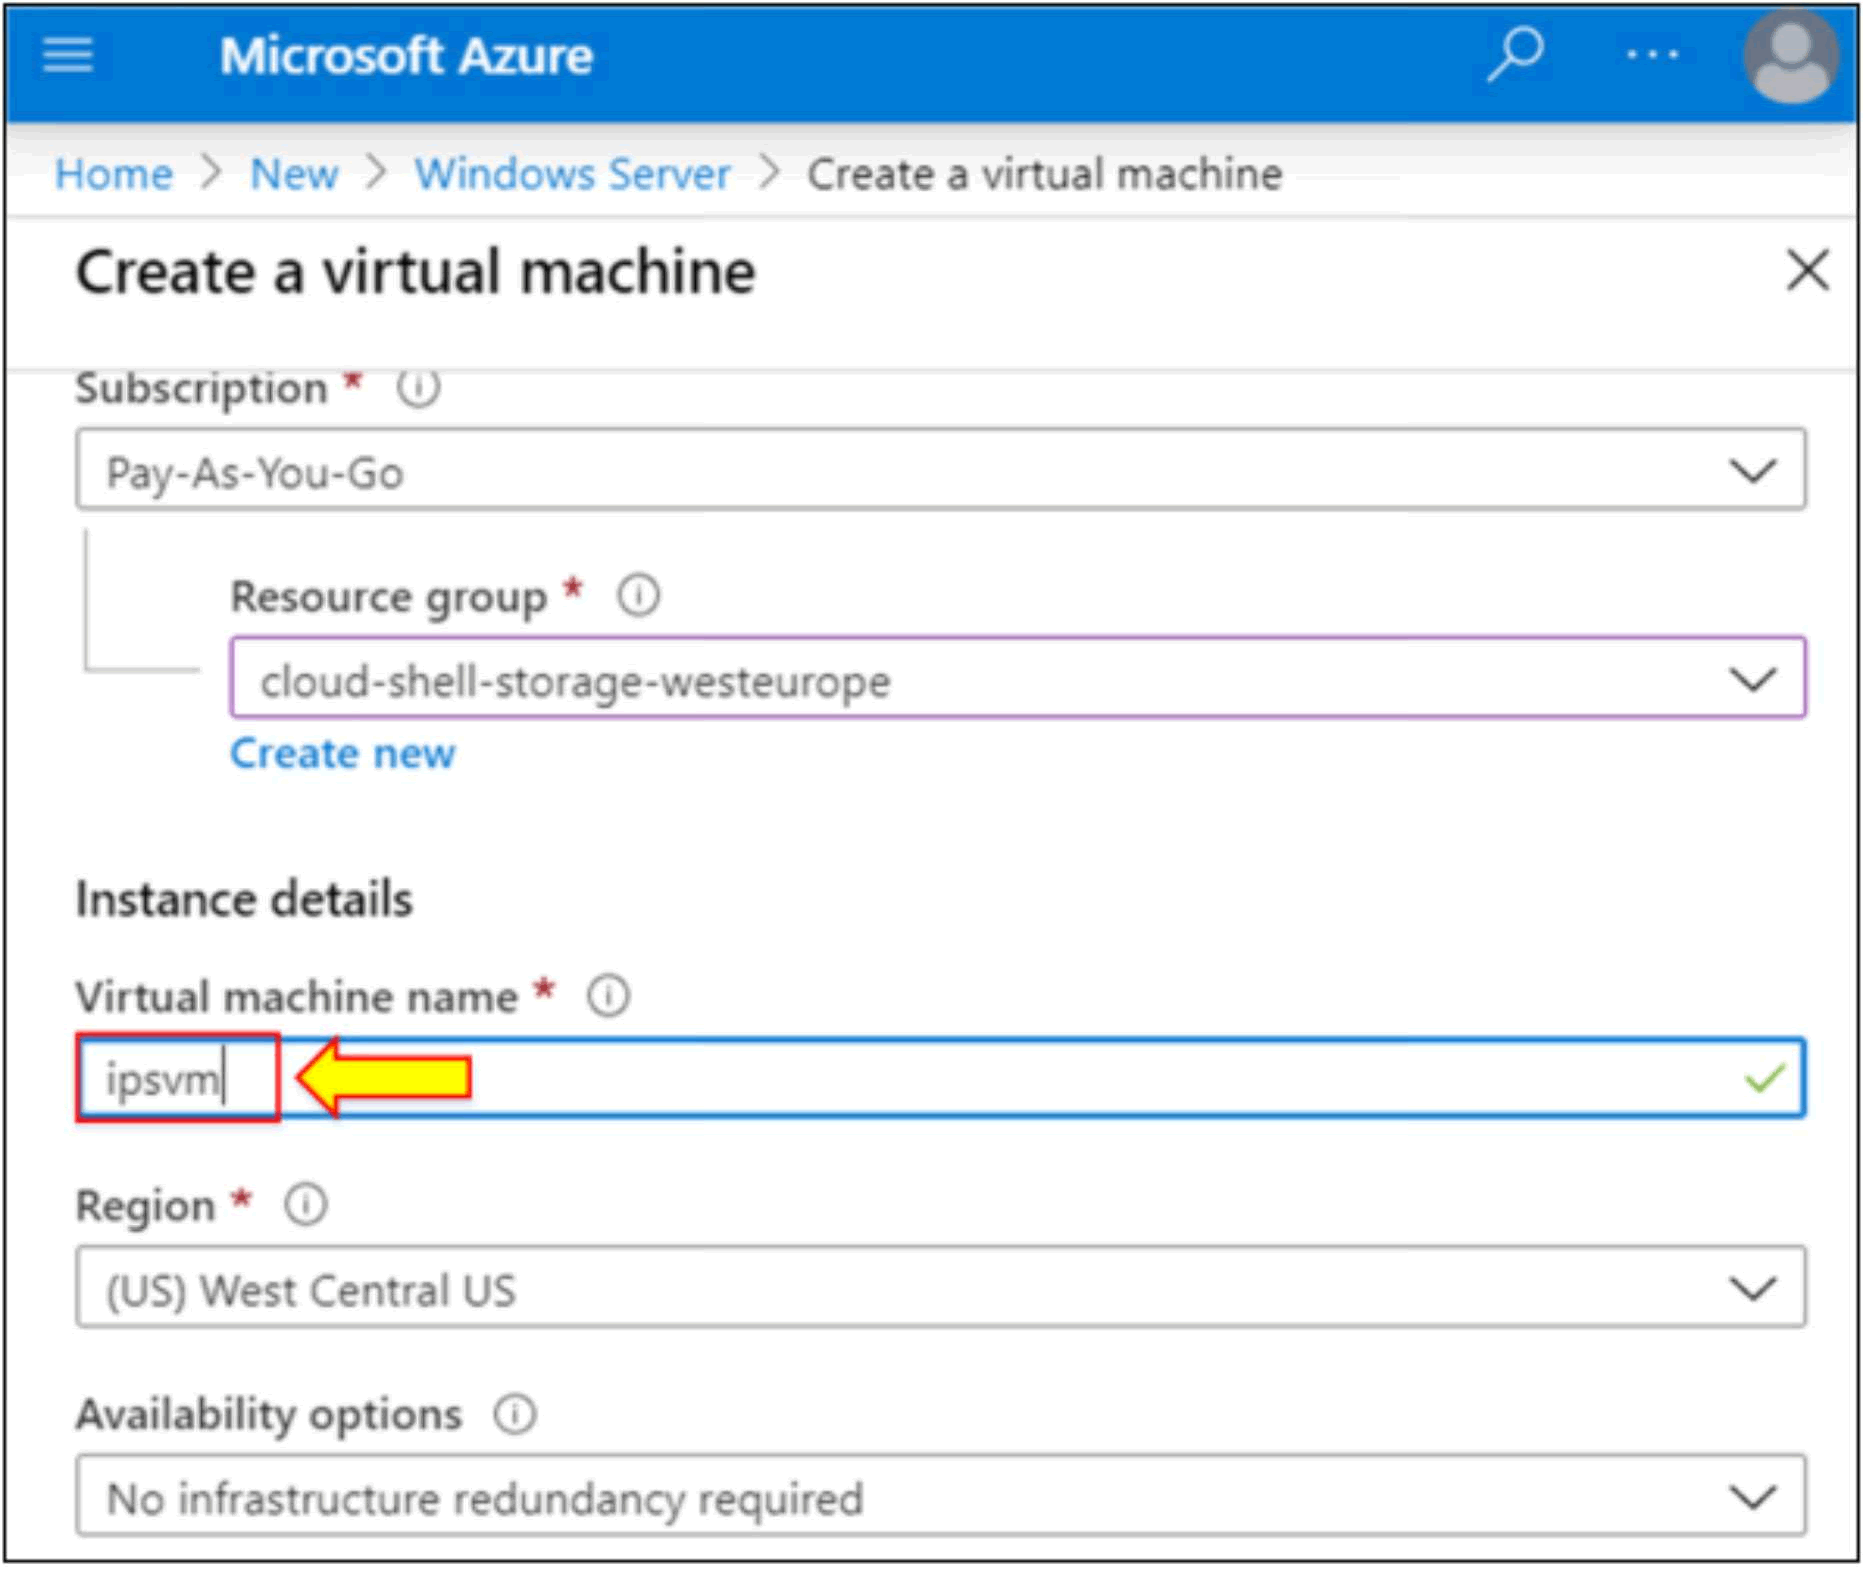 Microsoft Azure
Home > New > Windows Server > Create a virtual machine
Create a virtual machine
Subscription *
Pay-As-You-Go
Resource group *
cloud-shell-storage-westeurope
Create new
Instance details
Virtual machine name *
ipsvm
Region *
(US) West Central US
Availability options
No infrastructure redundancy required